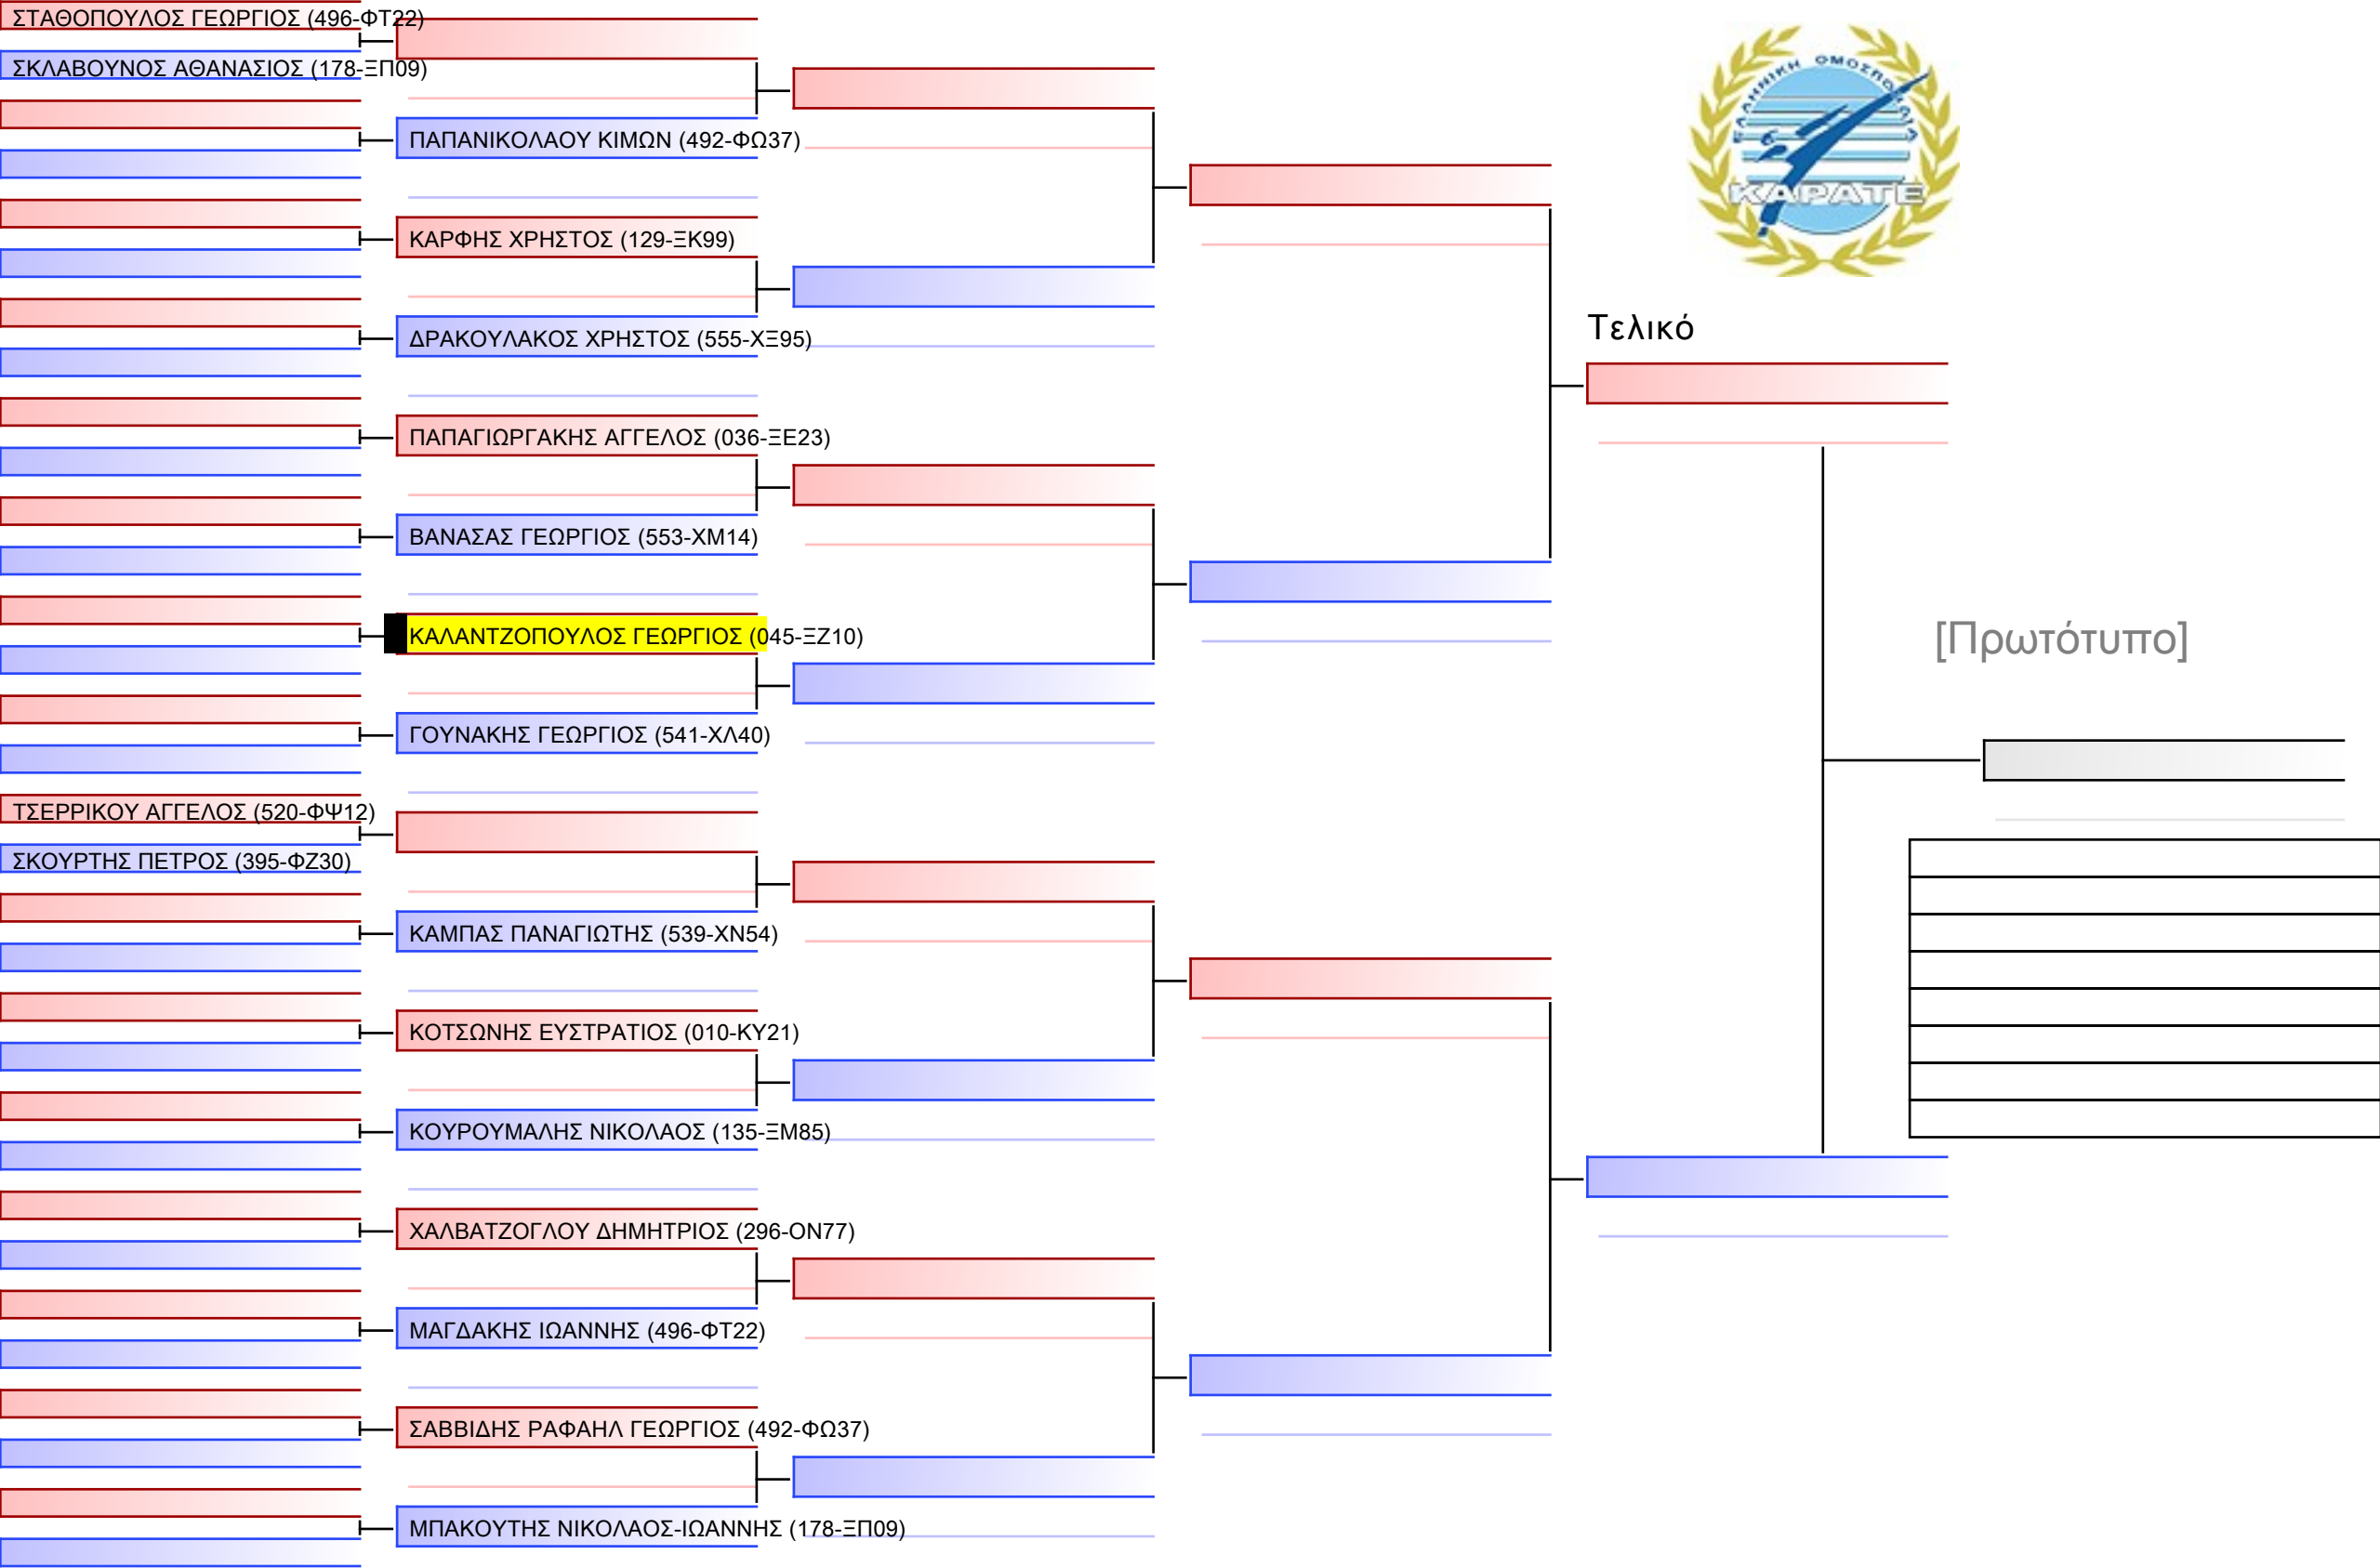 ΣΤΑΘΟΠΟΥΛΟΣ ΓΕΩΡΓΙΟΣ (496-ΦΤ22)
ΣΚΛΑΒΟΥΝΟΣ ΑΘΑΝΑΣΙΟΣ (178-ΞΠ09)
ΠΑΠΑΝΙΚΟΛΑΟΥ ΚΙΜΩΝ (492-ΦΩ37)
ΚΑΡΦΗΣ ΧΡΗΣΤΟΣ (129-ΞΚ99)
ΔΡΑΚΟΥΛΑΚΟΣ ΧΡΗΣΤΟΣ (555-ΧΞ95)
ΠΑΠΑΓΙΩΡΓΑΚΗΣ ΑΓΓΕΛΟΣ (036-ΞΕ23)
ΒΑΝΑΣΑΣ ΓΕΩΡΓΙΟΣ (553-ΧΜ14)
ΚΑΛΑΝΤΖΟΠΟΥΛΟΣ ΓΕΩΡΓΙΟΣ (045-ΞΖ10)
ΓΟΥΝΑΚΗΣ ΓΕΩΡΓΙΟΣ (541-ΧΛ40)
ΤΣΕΡΡΙΚΟΥ ΑΓΓΕΛΟΣ (520-ΦΨ12)
ΣΚΟΥΡΤΗΣ ΠΕΤΡΟΣ (395-ΦΖ30)
ΚΑΜΠΑΣ ΠΑΝΑΓΙΩΤΗΣ (539-ΧΝ54)
ΚΟΤΣΩΝΗΣ ΕΥΣΤΡΑΤΙΟΣ (010-ΚΥ21)
ΚΟΥΡΟΥΜΑΛΗΣ ΝΙΚΟΛΑΟΣ (135-ΞΜ85)
ΧΑΛΒΑΤΖΟΓΛΟΥ ΔΗΜΗΤΡΙΟΣ (296-ΟΝ77)
ΜΑΓΔΑΚΗΣ ΙΩΑΝΝΗΣ (496-ΦΤ22)
ΣΑΒΒΙΔΗΣ ΡΑΦΑΗΛ ΓΕΩΡΓΙΟΣ (492-ΦΩ37)
ΜΠΑΚΟΥΤΗΣ ΝΙΚΟΛΑΟΣ-ΙΩΑΝΝΗΣ (178-ΞΠ09)
ΕΛΛΗΝΙΚΗ ΟΜΟΣΠΟΝΔΙΑ
ΚΑΡΑΤΕ
Τελικό
[Πρωτότυπο]